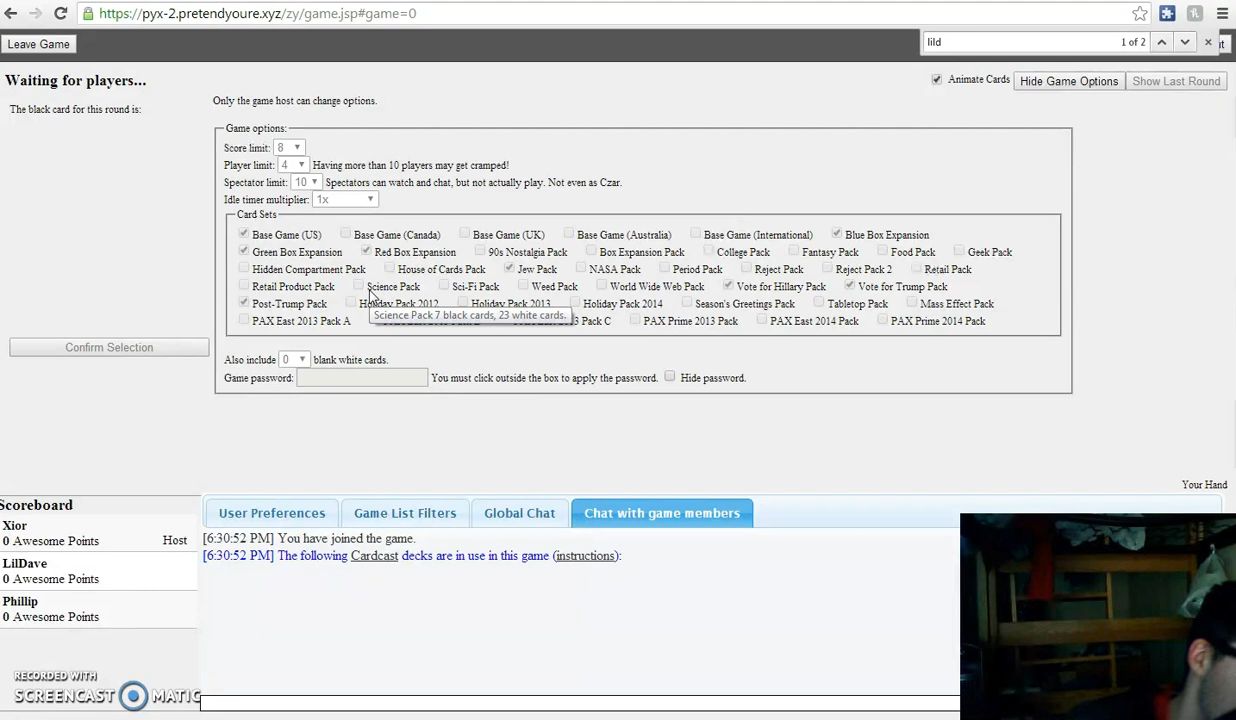 https://pyx-2.pretendyoure.xyz/zy/game.jsp#game=0
lild 1 of 2
Leave Game
Waiting for players...
Animate Cards Hide Game Options Show Last Round
The black card for this round is:
Only the game host can change options.
Game options:
Score limit: 8
Player limit: 4 Having more than 10 players may get cramped!
Spectator limit: 10 Spectators can watch and chat, but not actually play. Not even as Czar.
Idle timer multiplier: 1x
Card Sets
Base Game (US) Base Game (Canada) Base Game (UK) Base Game (Australia) Base Game (International) Blue Box Expansion
Green Box Expansion Red Box Expansion 90s Nostalgia Pack Box Expansion Pack College Pack Fantasy Pack Food Pack Geek Pack
Hidden Compartment Pack House of Cards Pack Jew Pack NASA Pack Period Pack Reject Pack Reject Pack 2 Retail Pack
Retail Product Pack Science Pack Sci-Fi Pack Weed Pack World Wide Web Pack Vote for Hillary Pack Vote for Trump Pack
Post-Trump Pack Holiday Pack 2012 Holiday Pack 2013 Holiday Pack 2014 Season's Greetings Pack Tabletop Pack Mass Effect Pack
Science Pack 7 black cards, 23 white cards.
PAX East 2013 Pack A Pack C PAX Prime 2013 Pack PAX East 2014 Pack PAX Prime 2014 Pack
Confirm Selection
Also include 0 blank white cards.
Game password: You must click outside the box to apply the password. Hide password.
Your Hand
Scoreboard
Xior
0 Awesome Points Host
LilDave
0 Awesome Points
Phillip
0 Awesome Points
User Preferences Game List Filters Global Chat Chat with game members
[6:30:52 PM] You have joined the game.
[6:30:52 PM] The following Cardcast decks are in use in this game (instructions):
RECORDED WITH
SCREENCAST MATIC